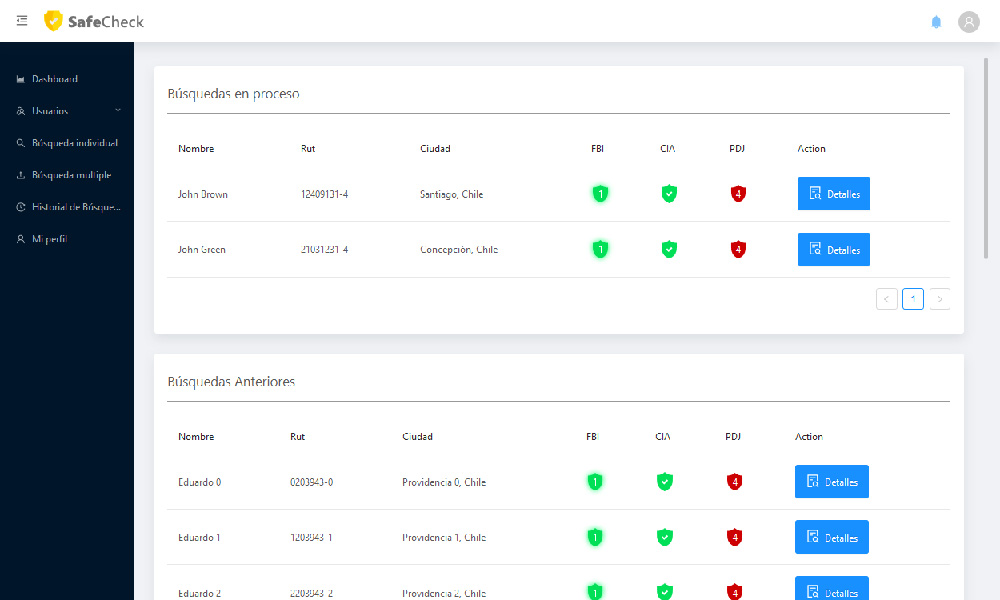 SafeCheck
Dashboard
Usuarios
Búsqueda individual
Búsqueda multiple
Historial de Búsque...
Mi perfil
Búsquedas en proceso
Nombre Rut Ciudad FBI CIA PDJ Action
John Brown 12409131-4 Santiago, Chile 1 4 Detalles
John Green 21031231-4 Concepción, Chile 1 4 Detalles
< 1 >
Búsquedas Anteriores
Nombre Rut Ciudad FBI CIA PDJ Action
Eduardo 0 0203943-0 Providencia 0, Chile 1 4 Detalles
Eduardo 1 1203943-1 Providencia 1, Chile 1 4 Detalles
Eduardo 2 2203943-2 Providencia 2, Chile 1 4 Detalles